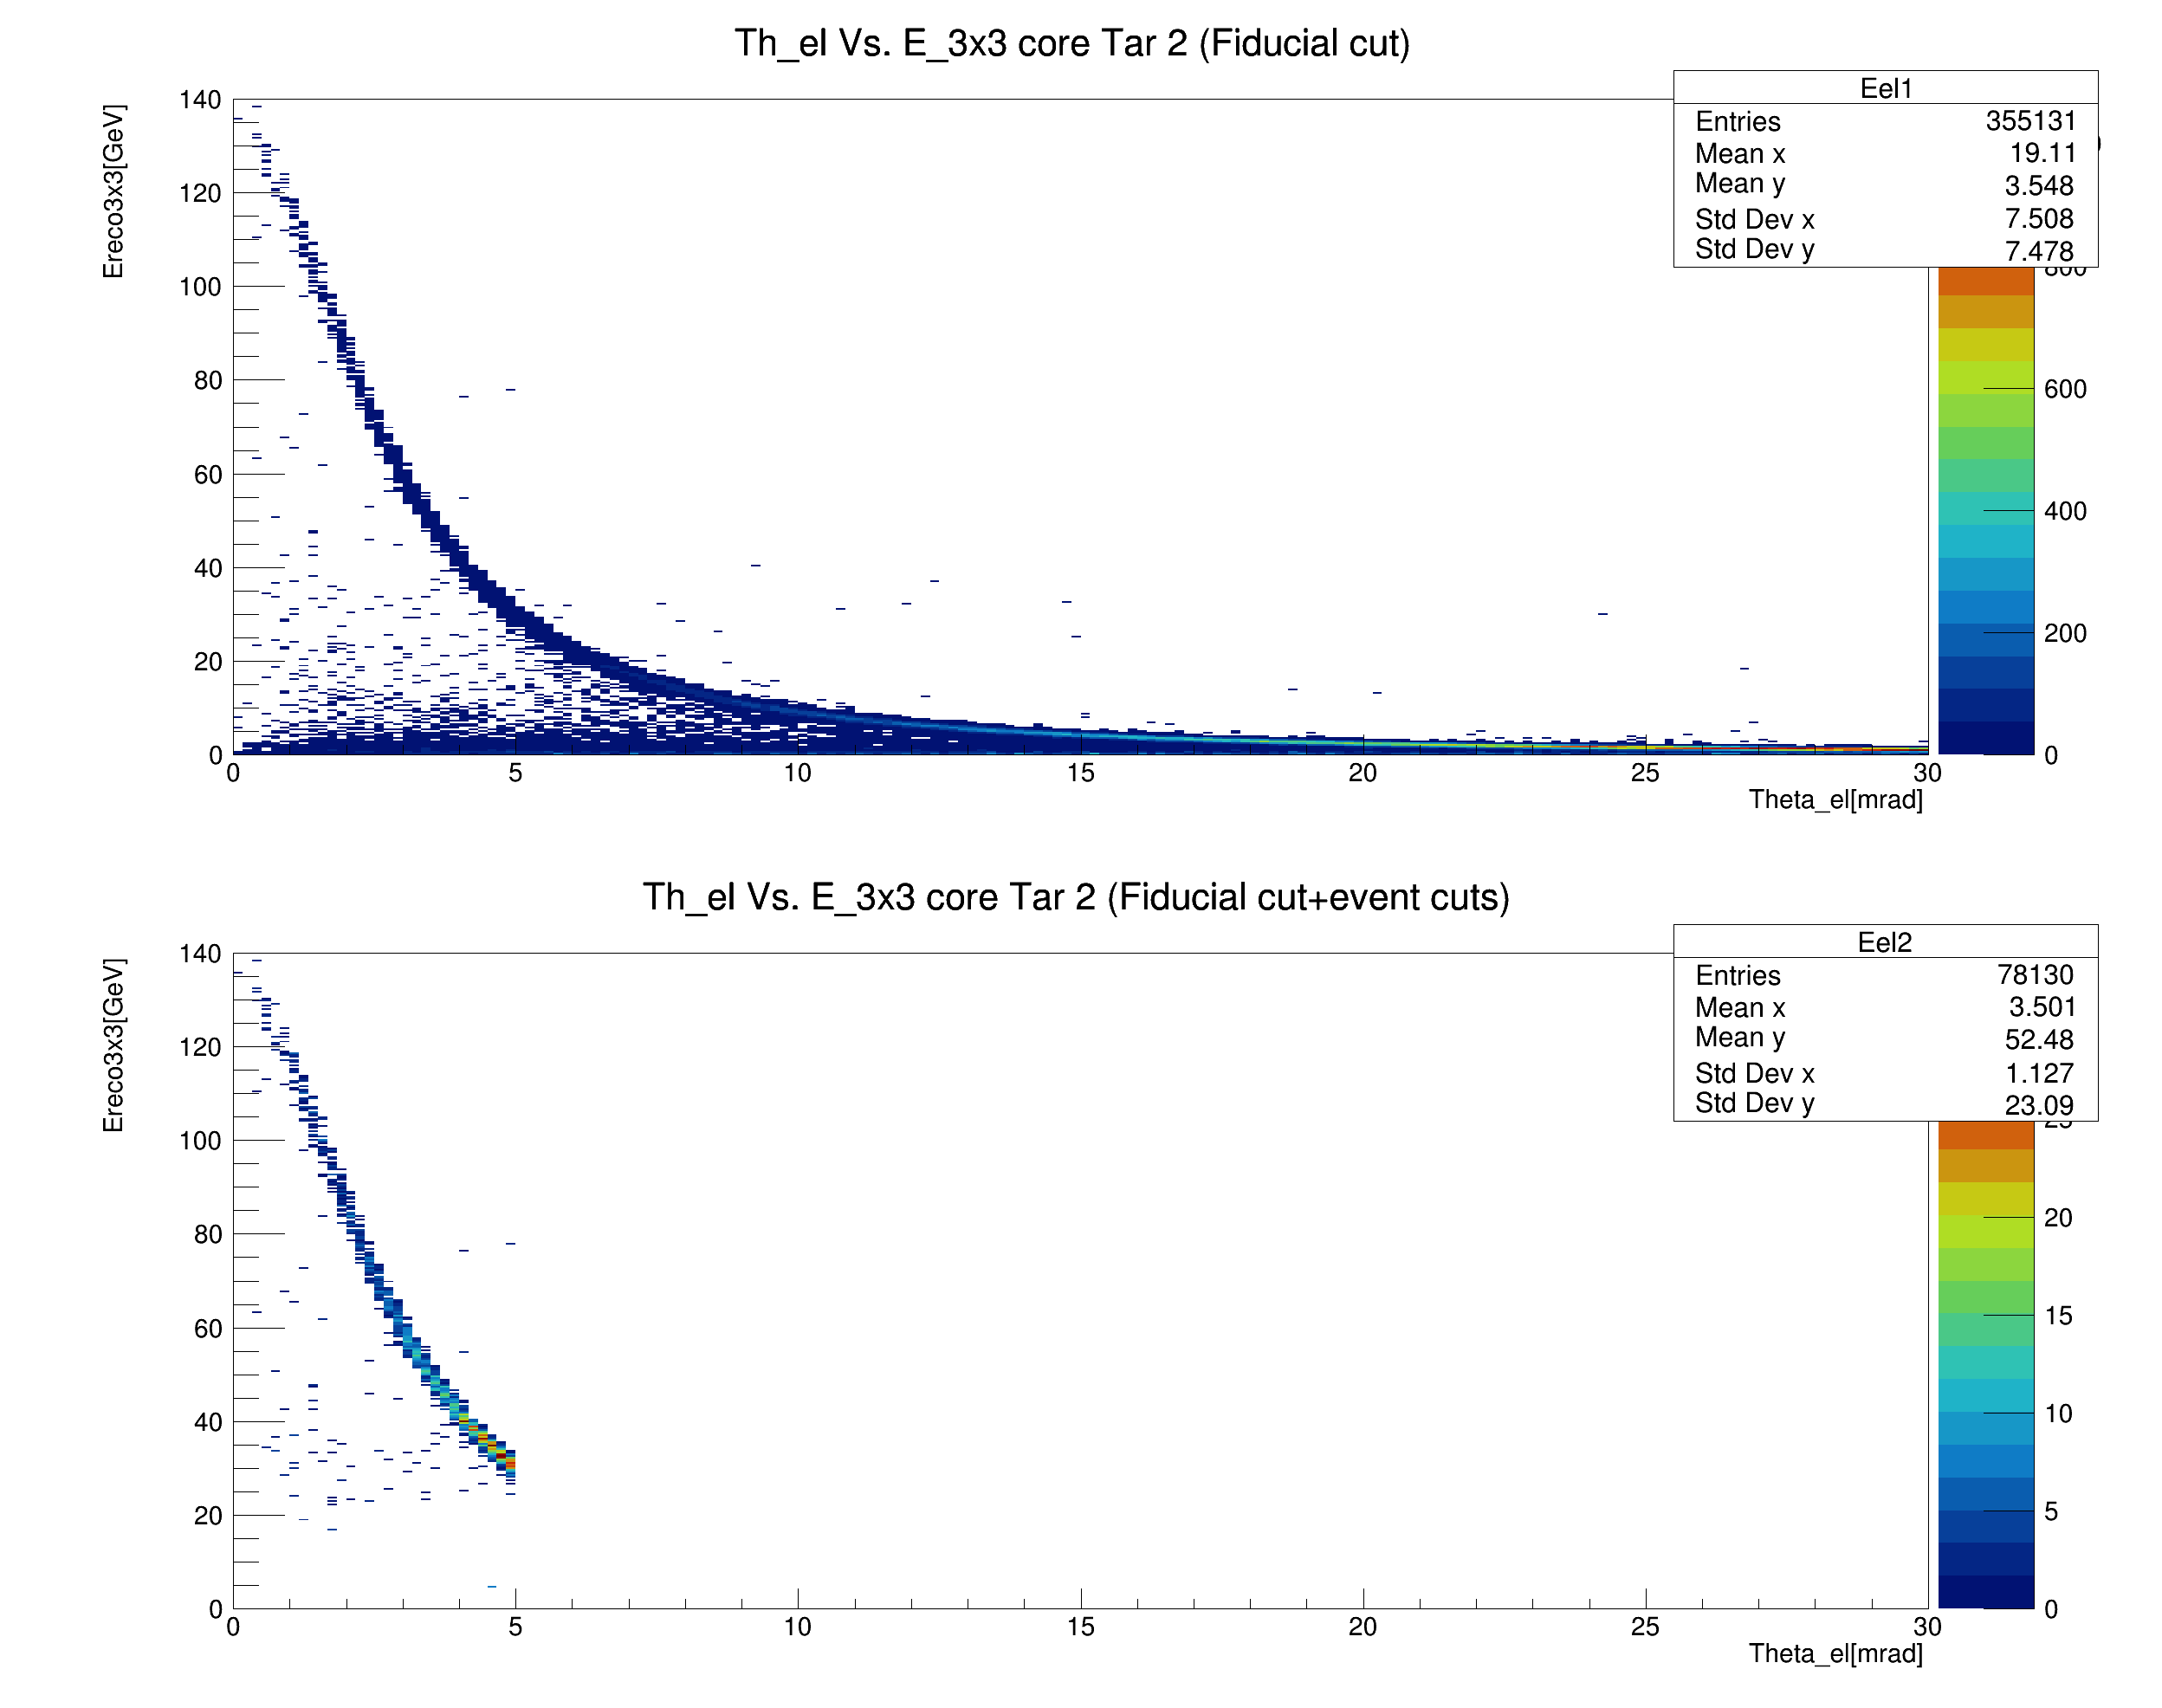 Th_el Vs. E_3x3 core Tar 2 (Fiducial cut)
Ereco3x3[GeV]
140
120
100
80
60
40
20
0
0 5 10 15 20 25 30
Theta_el[mrad]
Eel1
Entries 355131
Mean x 19.11
Mean y 3.548
Std Dev x 7.508
Std Dev y 7.478
800
600
400
200
0
Th_el Vs. E_3x3 core Tar 2 (Fiducial cut+event cuts)
Ereco3x3[GeV]
140
120
100
80
60
40
20
0
0 5 10 15 20 25 30
Theta_el[mrad]
Eel2
Entries 78130
Mean x 3.501
Mean y 52.48
Std Dev x 1.127
Std Dev y 23.09
25
20
15
10
5
0